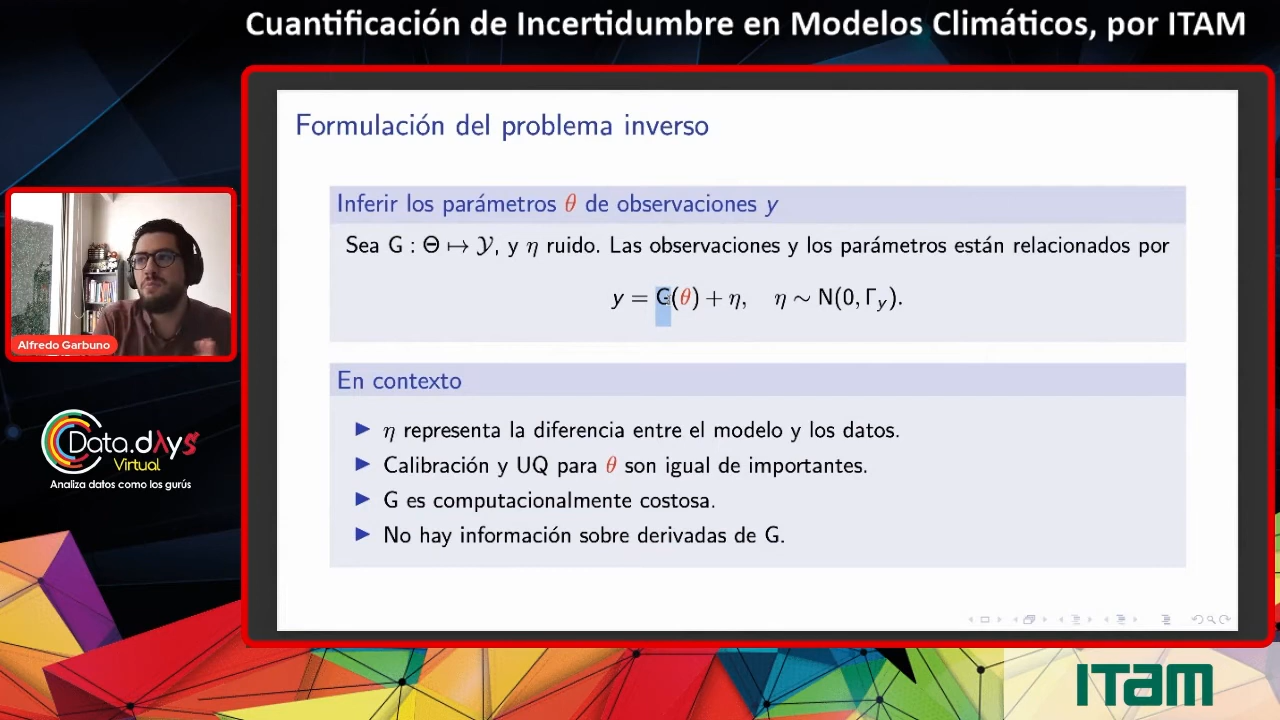 Cuantificación de Incertidumbre en Modelos Climáticos, por ITAM
Formulación del problema inverso
Inferir los parámetros θ de observaciones y
Sea G : Θ ↦ 𝒴, y η ruido. Las observaciones y los parámetros están relacionados por
y = G(θ) + η, η ∼ N(0, Γ_y).
En contexto
η representa la diferencia entre el modelo y los datos.
Calibración y UQ para θ son igual de importantes.
G es computacionalmente costosa.
No hay información sobre derivadas de G.
Alfredo Garbuno
Data.dAys
Virtual
Analiza datos como los gurús
ITAM